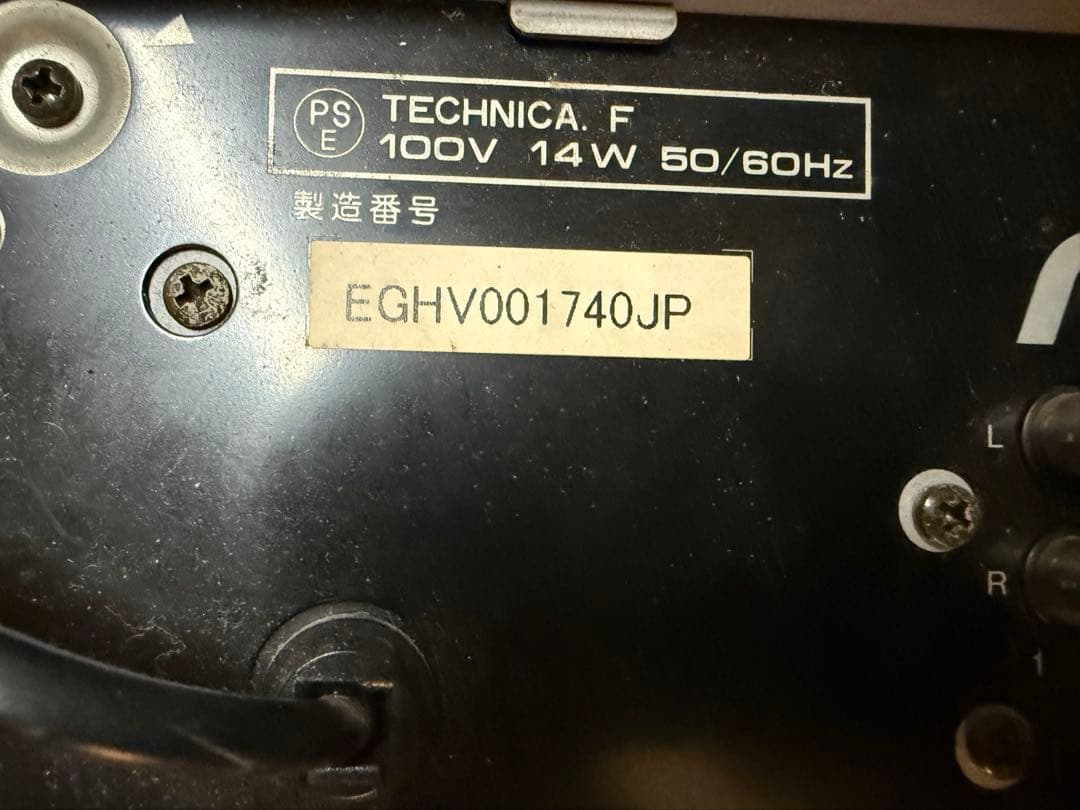 PS
E
TECHNICA. F
100V 14W 50/60Hz
製造番号
EGHV001740JP
L
R
1